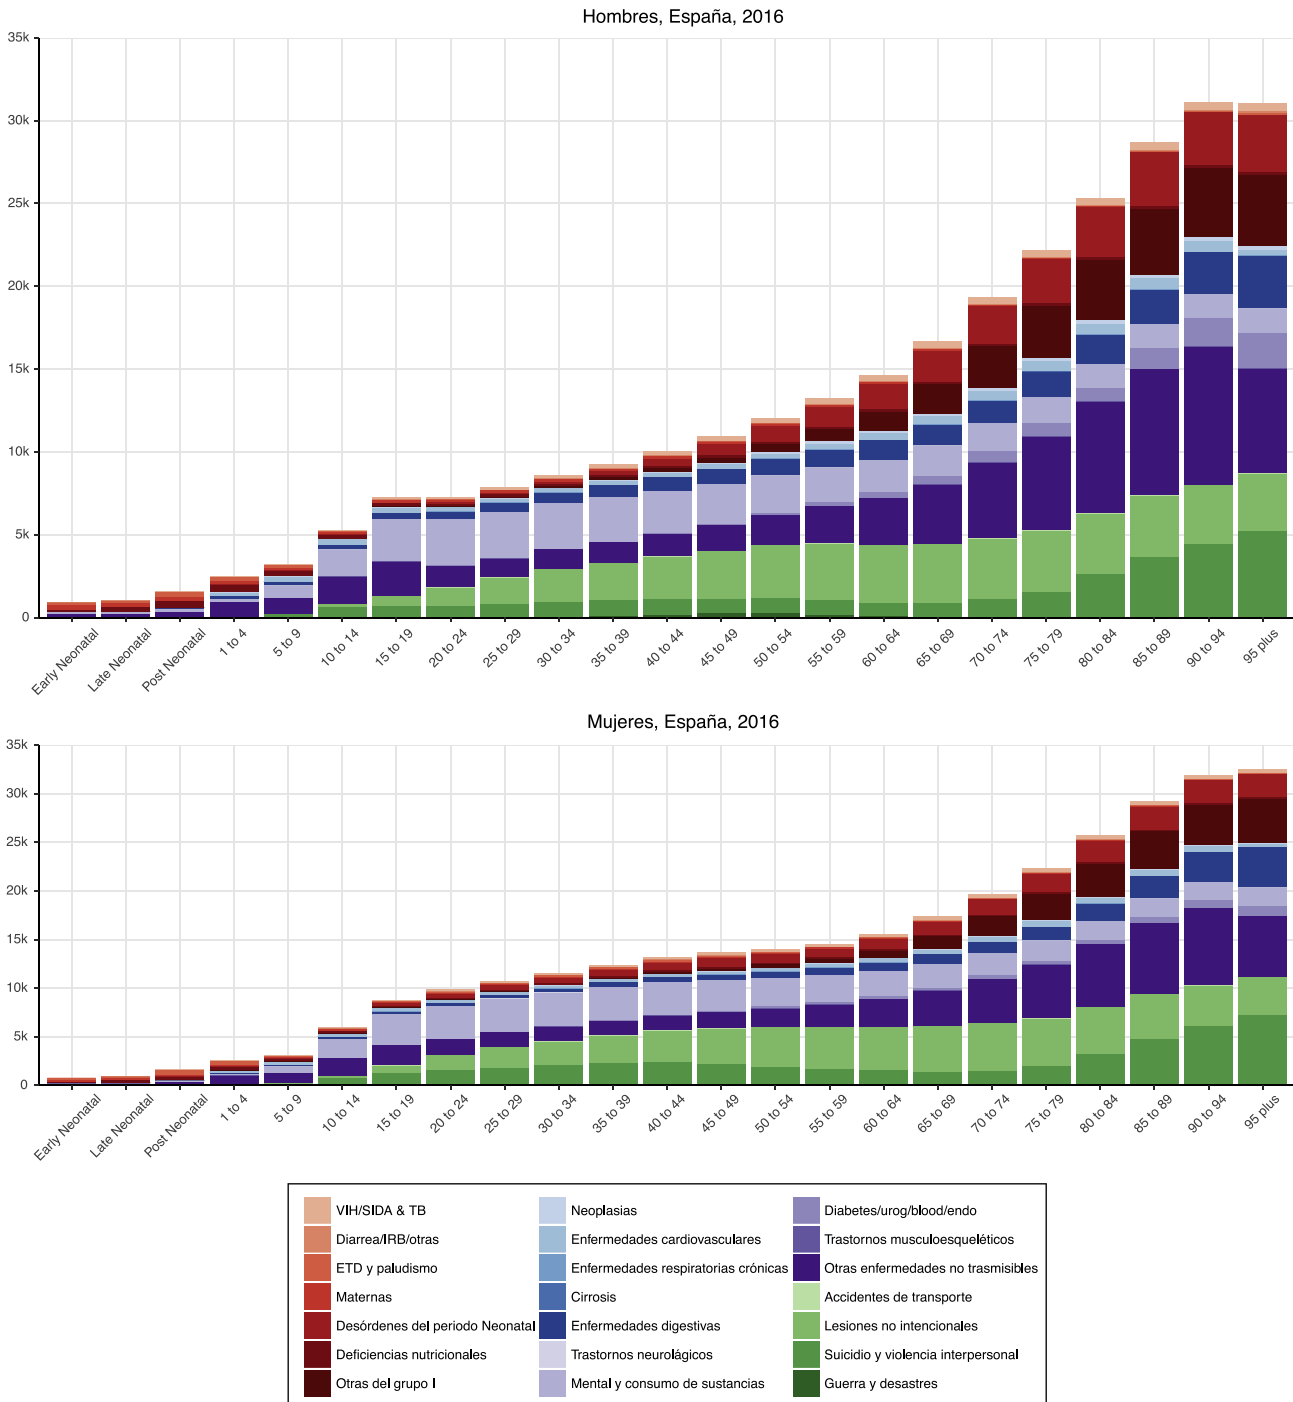 Hombres, España, 2016
35k
30k
25k
20k
15k
10k
5k
0
Early Neonatal
Late Neonatal
Post Neonatal
1 to 4
5 to 9
10 to 14
15 to 19
20 to 24
25 to 29
30 to 34
35 to 39
40 to 44
45 to 49
50 to 54
55 to 59
60 to 64
65 to 69
70 to 74
75 to 79
80 to 84
85 to 89
90 to 94
95 plus
Mujeres, España, 2016
35k
30k
25k
20k
15k
10k
5k
0
Early Neonatal
Late Neonatal
Post Neonatal
1 to 4
5 to 9
10 to 14
15 to 19
20 to 24
25 to 29
30 to 34
35 to 39
40 to 44
45 to 49
50 to 54
55 to 59
60 to 64
65 to 69
70 to 74
75 to 79
80 to 84
85 to 89
90 to 94
95 plus
VIH/SIDA & TB
Diarrea/IRB/otras
ETD y paludismo
Maternas
Desórdenes del periodo Neonatal
Deficiencias nutricionales
Otras del grupo I
Neoplasias
Enfermedades cardiovasculares
Enfermedades respiratorias crónicas
Cirrosis
Enfermedades digestivas
Trastornos neurolágicos
Mental y consumo de sustancias
Diabetes/urog/blood/endo
Trastornos musculoesqueléticos
Otras enfermedades no trasmisibles
Accidentes de transporte
Lesiones no intencionales
Suicidio y violencia interpersonal
Guerra y desastres